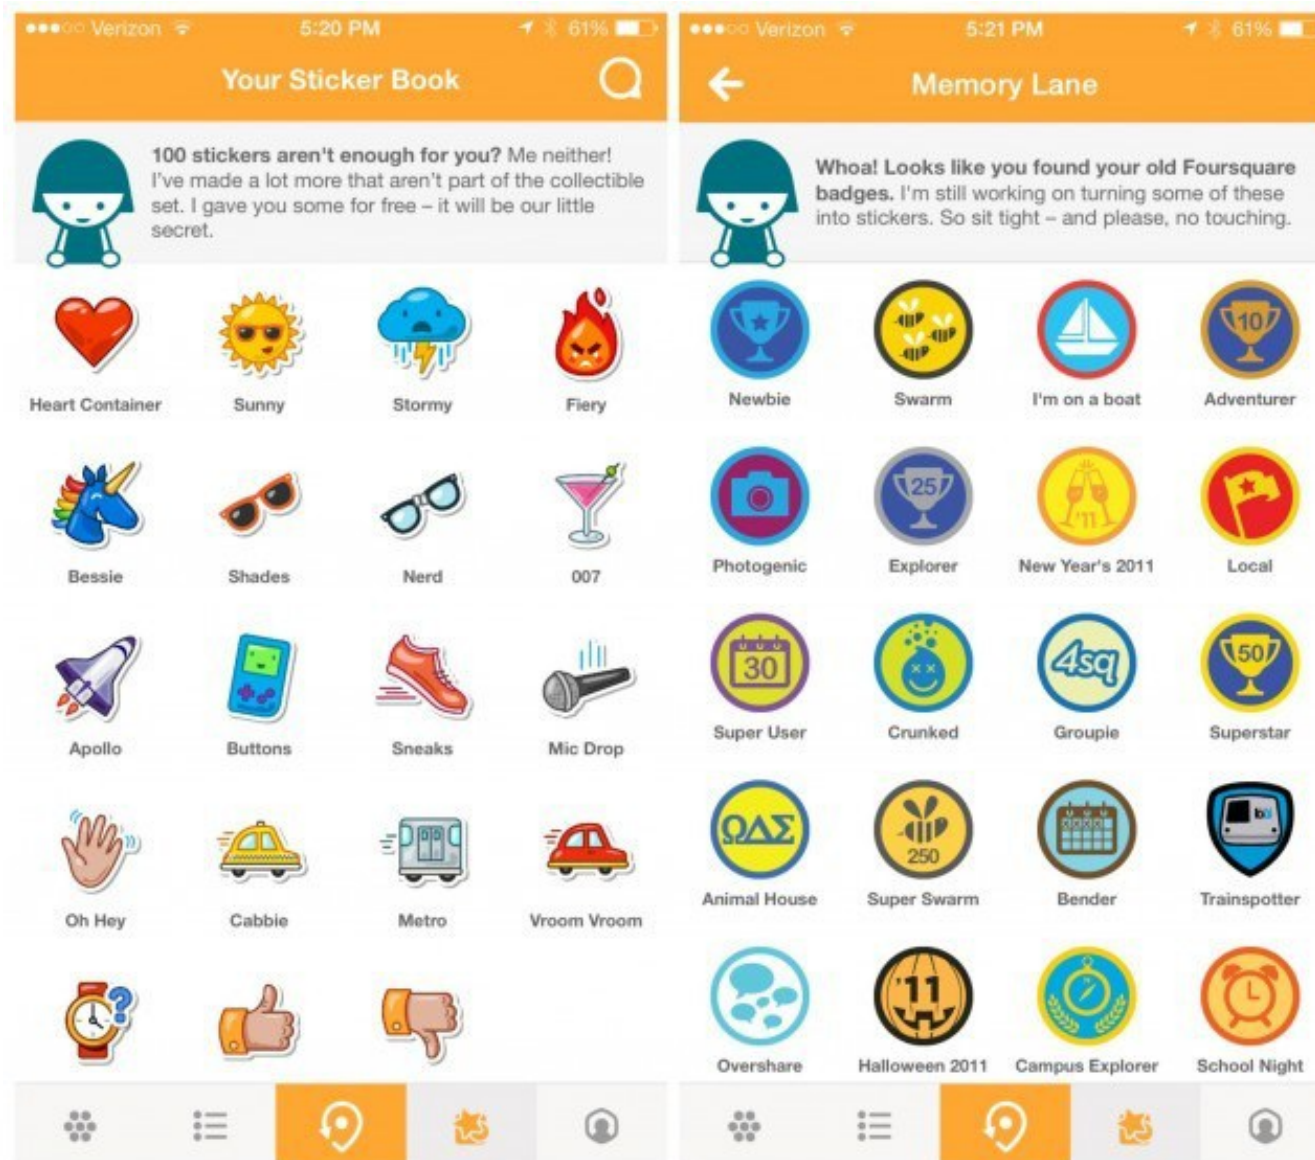 Verizon 5:20 PM 61%
Your Sticker Book
100 stickers aren't enough for you? Me neither!
I've made a lot more that aren't part of the collectible
set. I gave you some for free – it will be our little
secret.
Heart Container Sunny Stormy Fiery
Bessie Shades Nerd 007
Apollo Buttons Sneaks Mic Drop
Oh Hey Cabbie Metro Vroom Vroom
?
Verizon 5:21 PM 61%
Memory Lane
Whoa! Looks like you found your old Foursquare
badges. I'm still working on turning some of these
into stickers. So sit tight – and please, no touching.
10
Newbie Swarm I'm on a boat Adventurer
25 '11
Photogenic Explorer New Year's 2011 Local
30 4sq 50
Super User Crunked Groupie Superstar
ΩΔΣ 250
Animal House Super Swarm Bender Trainspotter
'11
Overshare Halloween 2011 Campus Explorer School Night